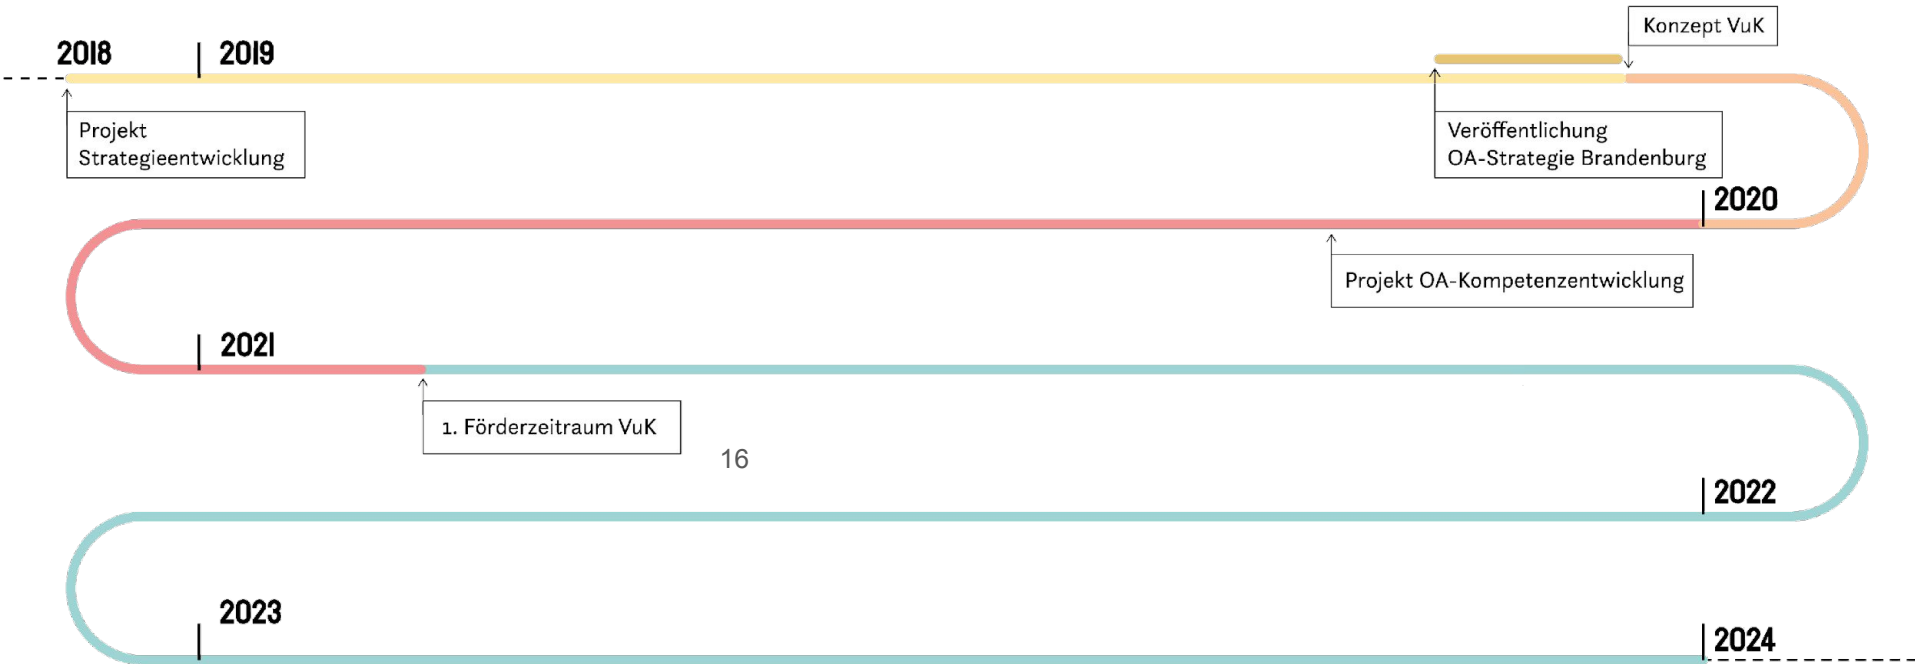 Konzept VuK
2018
2019
Projekt
Strategieentwicklung
Veröffentlichung
OA-Strategie Brandenburg
2020
Projekt OA-Kompetenzentwicklung
2021
1. Förderzeitraum VuK
16
2022
2023
2024